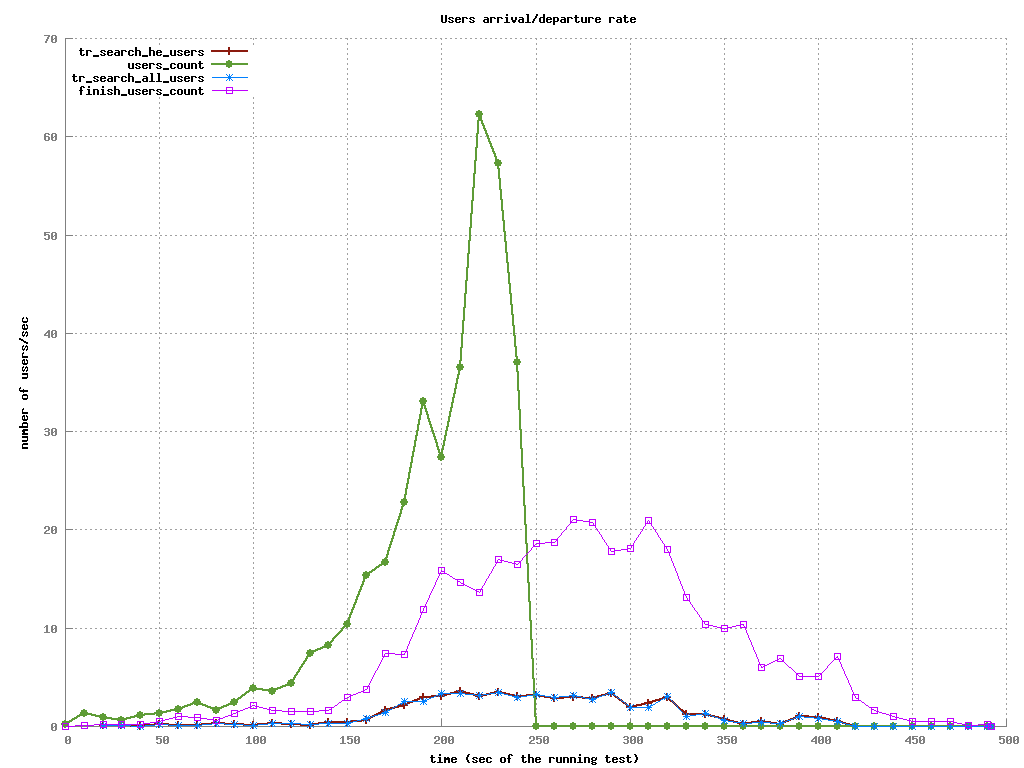 Users arrival/departure rate
70
60
50
40
30
20
10
0
number of users/sec
tr_search_he_users
users_count
tr_search_all_users
finish_users_count
0 50 100 150 200 250 300 350 400 450 500
time (sec of the running test)